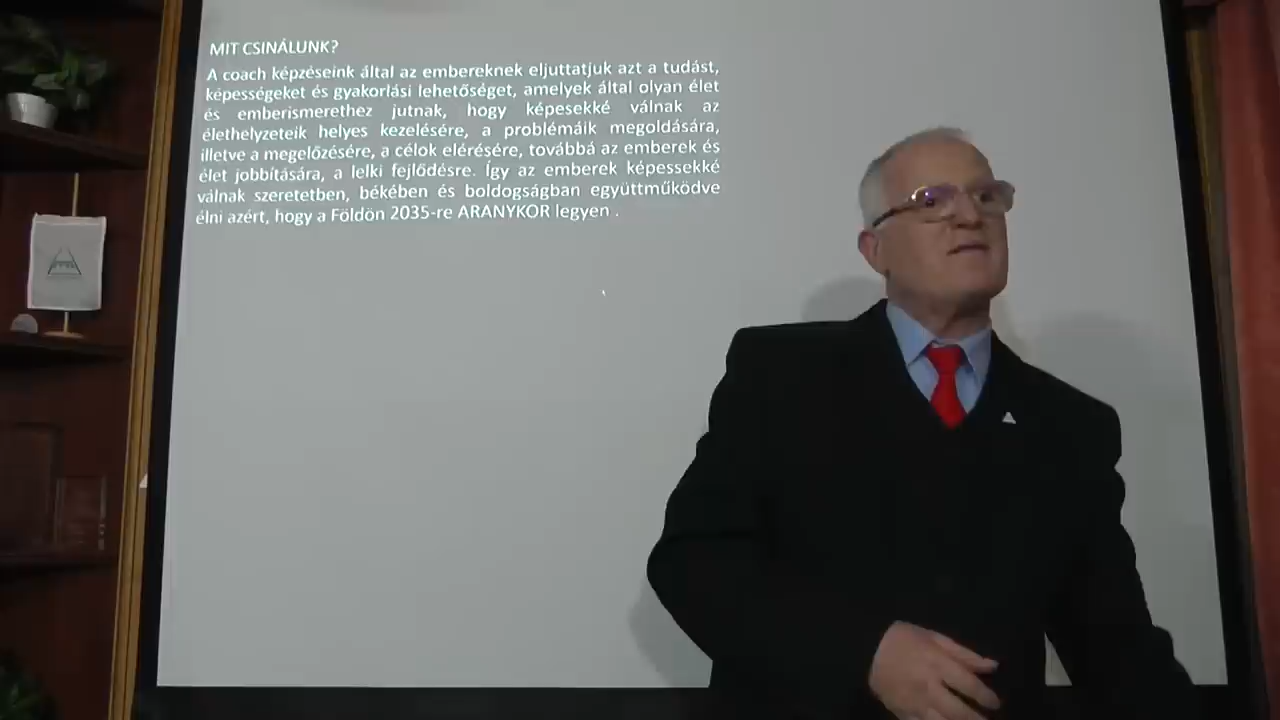 MIT CSINÁLUNK?
A coach képzéseink által az embereknek eljuttatjuk azt a tudást,
képességeket és gyakorlási lehetőséget, amelyek által olyan élet
és emberismerethez jutnak, hogy képesekké válnak az
élethelyzeteik helyes kezelésére, a problémáik megoldására,
illetve a megelőzésére, a célok elérésére, továbbá az emberek és
élet jobbítására, a lelki fejlődésre. Így az emberek képessekké
válnak szeretetben, békében és boldogságban együttműködve
élni azért, hogy a Földön 2035-re ARANYKOR legyen .